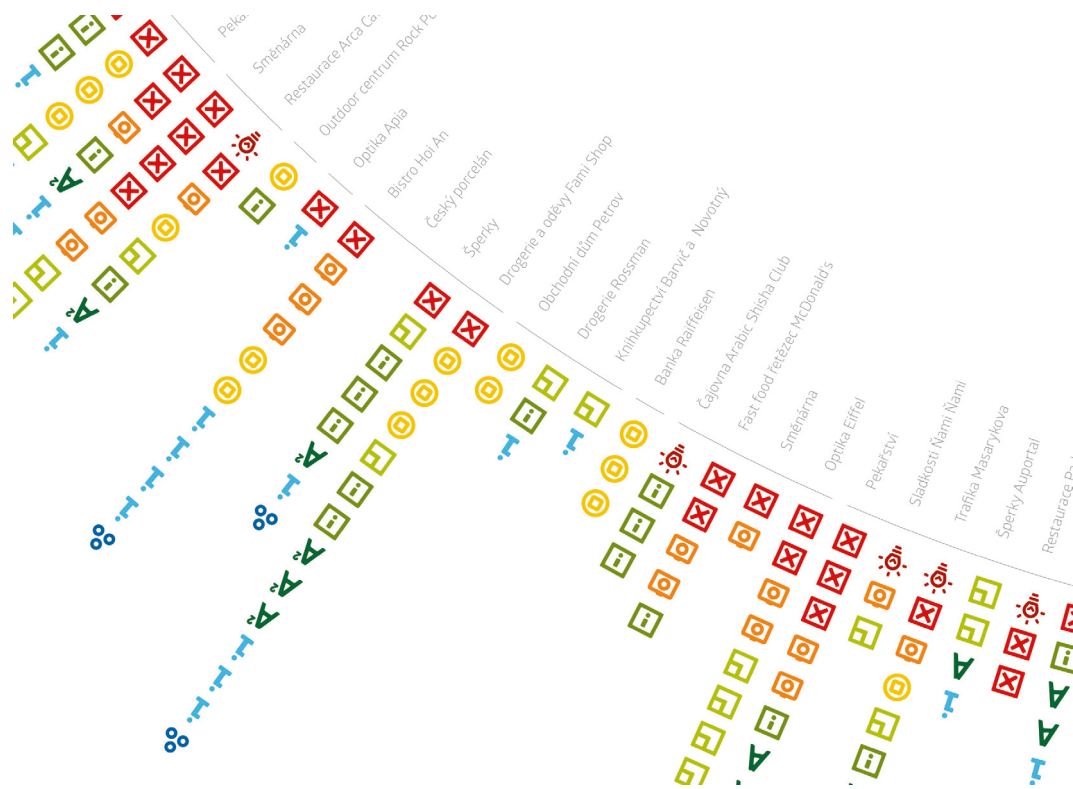 Směnárna
Restaurace Arca
Outdoor centrum Rock
Optika Apia
Bistro Hoi An
Český porcelán
Šperky
Drogerie a oděvy Fami Shop
Obchodní dům Petrov
Drogerie Rossman
Knihkupectví Barvič a Novotný
Banka Raiffeisen
Čajovna Arabic Shisha Club
Fast food řetězec McDonald's
Směnárna
Optika Eiffel
Pekařství
Sladkosti Ňami Ňami
Trafika Masarykova
Šperky Auportal
Restaurace